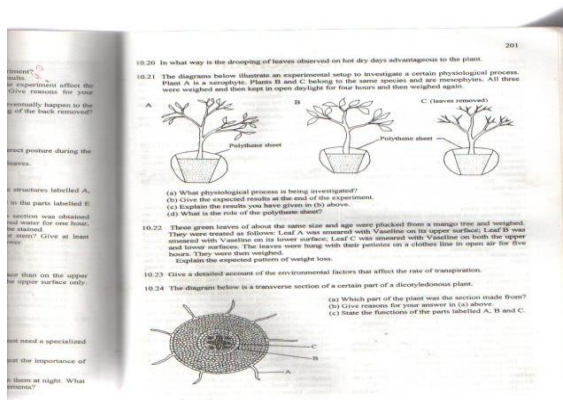 201
10.20 In what way is the drooping of leaves observed on hot dry days advantageous to the plant.
10.21 The diagrams below illustrate an experimental setup to investigate a certain physiological process.
Plant A is a xerophyte. Plants B and C belong to the same species and are mesophytes. All three
were weighed and then kept in open daylight for four hours and then weighed again.
A
B
C (leaves removed)
Polythene sheet
Polythene sheet
(a) What physiological process is being investigated?
(b) Give the expected results at the end of the experiment.
(c) Explain the results you have given in (b) above.
(d) What is the role of the polythene sheet?
10.22 Three green leaves of about the same size and age were plucked from a mango tree and weighed.
They were treated as follows: Leaf A was smeared with Vaseline on its upper surface; Leaf B was
smeared with Vaseline on its lower surface; Leaf C was smeared with Vaseline on both the upper
and lower surfaces. The leaves were hung with their petioles on a clothes line in open air for five
hours. They were then weighed.
Explain the expected pattern of weight loss.
10.23 Give a detailed account of the environmental factors that affect the rate of transpiration.
10.24 The diagram below is a transverse section of a certain part of a dicotyledonous plant.
(a) Which part of the plant was the section made from?
(b) Give reasons for your answer in (a) above.
(c) State the functions of the parts labelled A, B and C.
C
B
A
experiment affect the
Give reasons for your
eventually happen to the
of the back removed?
posture during the
leaves.
structures labelled A,
in the parts labelled E
section was obtained
water for one hour.
be stained.
stem? Give at least
than on the upper
upper surface only.
not need a specialized
the importance of
them at night. What